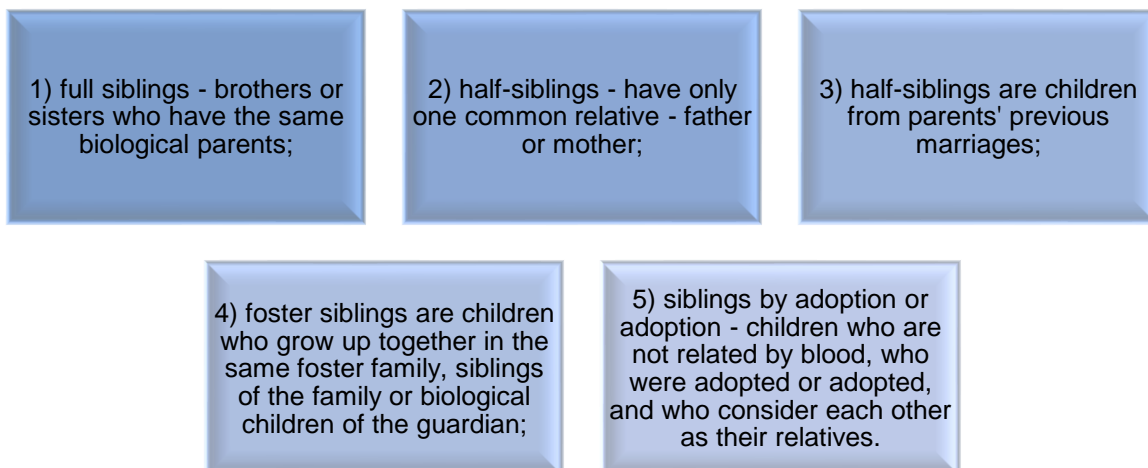 1) full siblings - brothers or
sisters who have the same
biological parents;
2) half-siblings - have only
one common relative - father
or mother;
3) half-siblings are children
from parents' previous
marriages;
4) foster siblings are children
who grow up together in the
same foster family, siblings
of the family or biological
children of the guardian;
5) siblings by adoption or
adoption - children who are
not related by blood, who
were adopted or adopted,
and who consider each other
as their relatives.